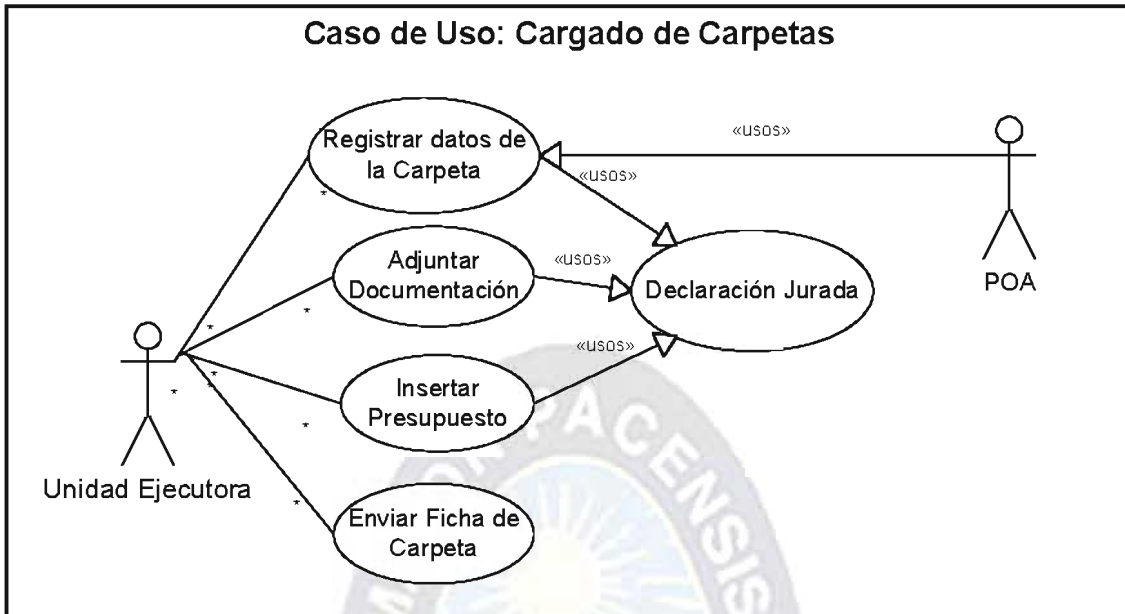 Caso de Uso: Cargado de Carpetas
Registrar datos de
la Carpeta
«usos»
«usos»
Adjuntar
Documentación
«usos»
Declaración Jurada
POA
«usos»
Insertar
Presupuesto
Unidad Ejecutora
Enviar Ficha de
Carpeta
*
*
*
*
*
*
*
*
PACENSIS